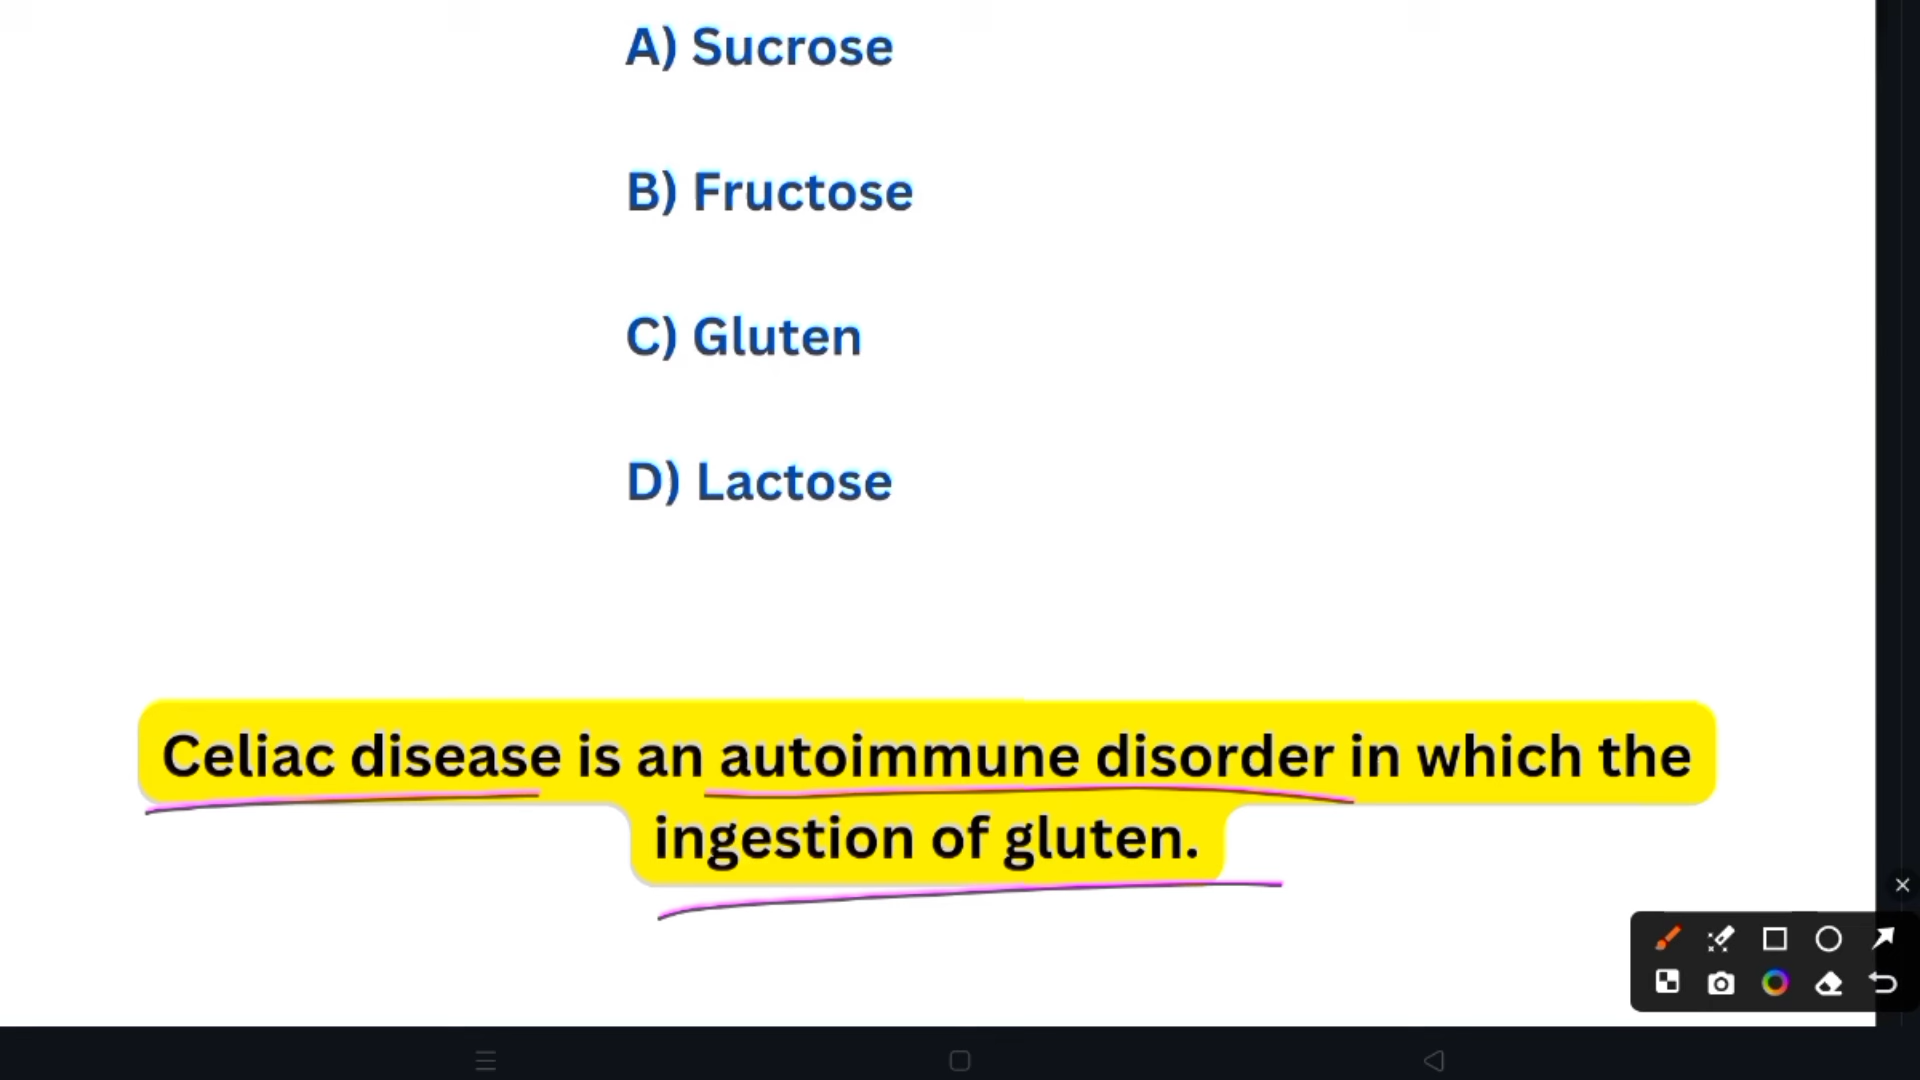 A) Sucrose
B) Fructose
C) Gluten
D) Lactose
Celiac disease is an autoimmune disorder in which the
ingestion of gluten.